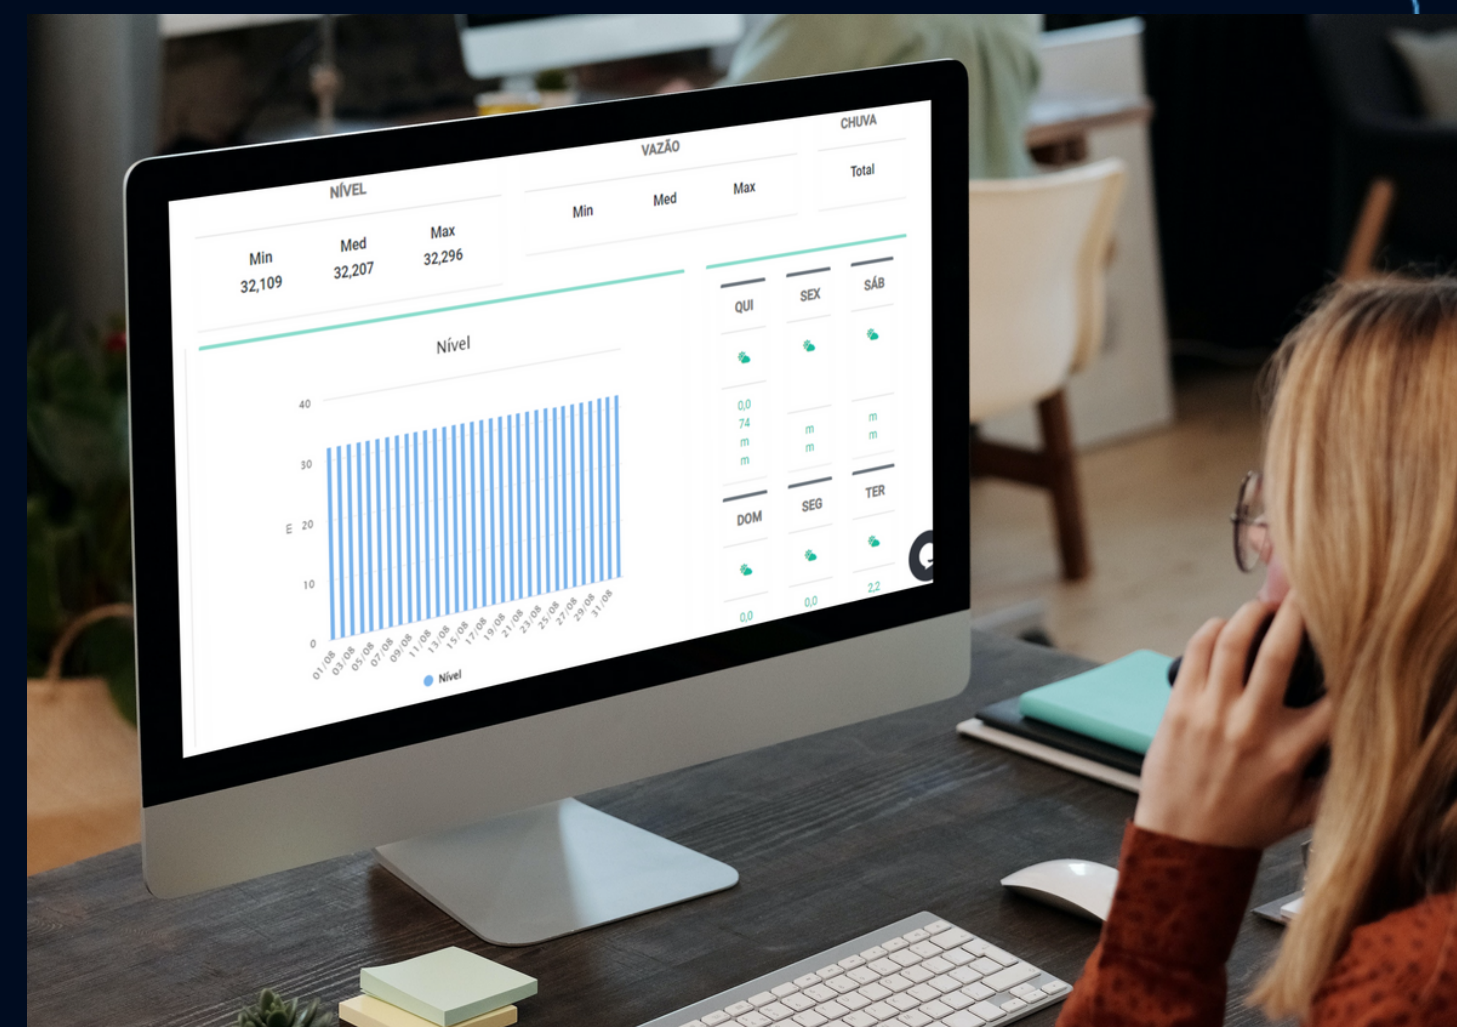 NÍVEL
VAZÃO
CHUVA
Min
Med
Max
32,109
32,207
32,296
Min
Med
Max
Total
Nível
40
30
20
10
0
m
01/08
03/08
05/08
07/08
09/08
11/08
13/08
15/08
17/08
19/08
21/08
23/08
25/08
27/08
29/08
31/08
Nível
QUI
SEX
SÁB
0,0
74
m
m
m
m
m
m
DOM
SEG
TER
0,0
0,0
2,2